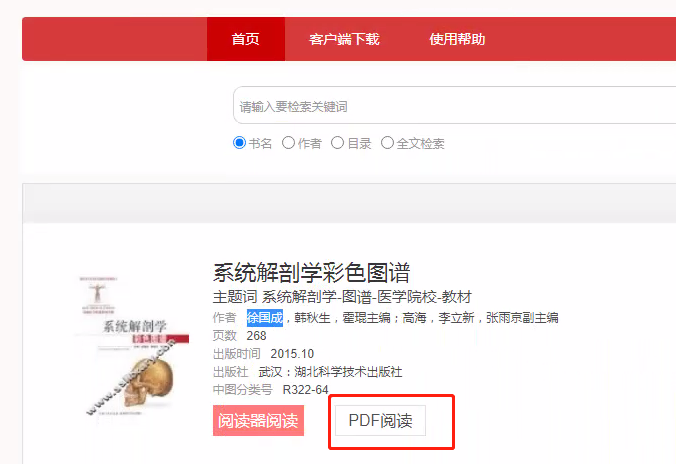 首页 客户端下载 使用帮助
请输入要检索关键词
书名 作者 目录 全文检索
系统解剖学彩色图谱
主题词 系统解剖学-图谱-医学院校-教材
作者 徐国成，韩秋生，霍琨主编；高海，李立新，张雨京副主编
页数 268
出版时间 2015.10
出版社 武汉：湖北科学技术出版社
中图分类号 R322-64
阅读器阅读 PDF阅读
系统解剖学
彩色图谱